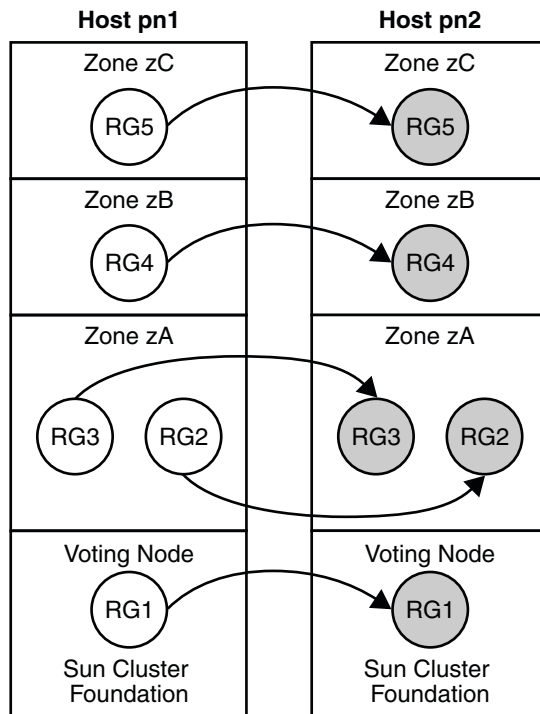 Host pn1
Host pn2
Zone zC
Zone zC
RG5
RG5
Zone zB
Zone zB
RG4
RG4
Zone zA
Zone zA
RG3
RG2
RG3
RG2
Voting Node
Voting Node
RG1
RG1
Sun Cluster
Foundation
Sun Cluster
Foundation